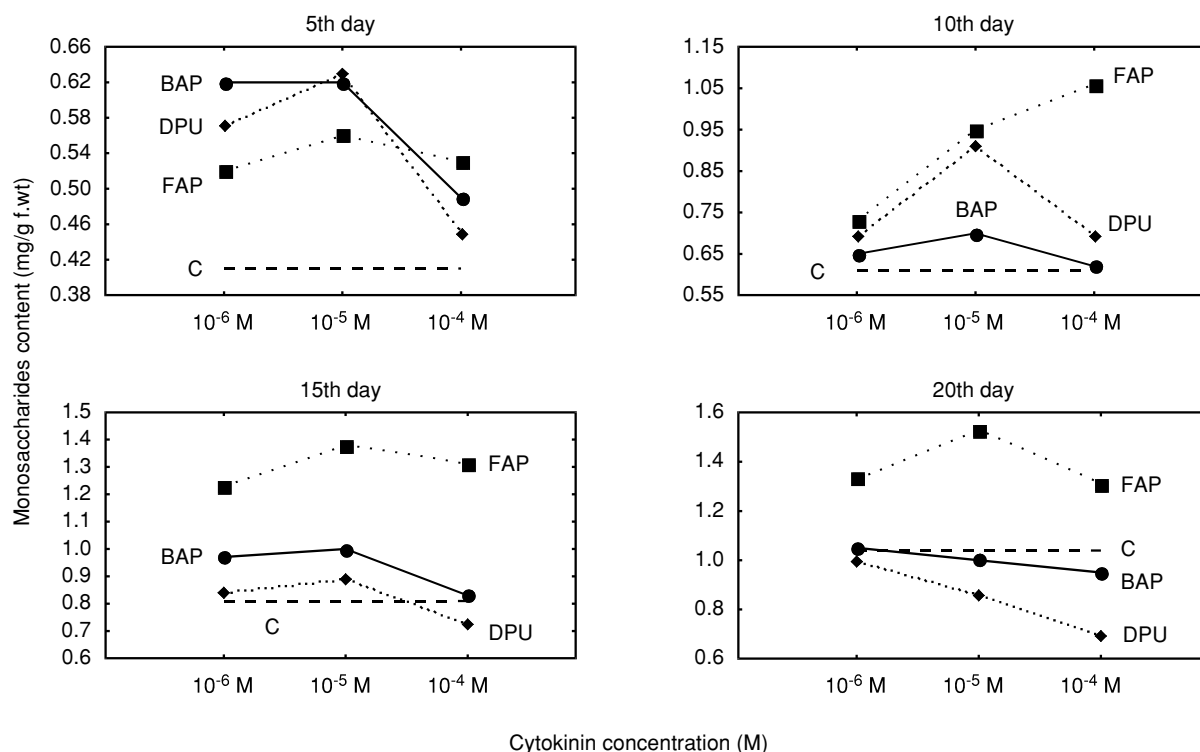 5th day
0.66
0.62
0.58
0.54
0.50
0.46
0.42
0.38
BAP
DPU
FAP
C
10⁻⁶ M
10⁻⁵ M
10⁻⁴ M
10th day
1.15
1.05
0.95
0.85
0.75
0.65
0.55
FAP
BAP
DPU
C
10⁻⁶ M
10⁻⁵ M
10⁻⁴ M
Monosaccharides content (mg/g f.wt)
15th day
1.5
1.4
1.3
1.2
1.1
1.0
0.9
0.8
0.7
0.6
FAP
BAP
C
DPU
10⁻⁶ M
10⁻⁵ M
10⁻⁴ M
20th day
1.6
1.4
1.2
1.0
0.8
0.6
FAP
C
BAP
DPU
10⁻⁶ M
10⁻⁵ M
10⁻⁴ M
Cytokinin concentration (M)